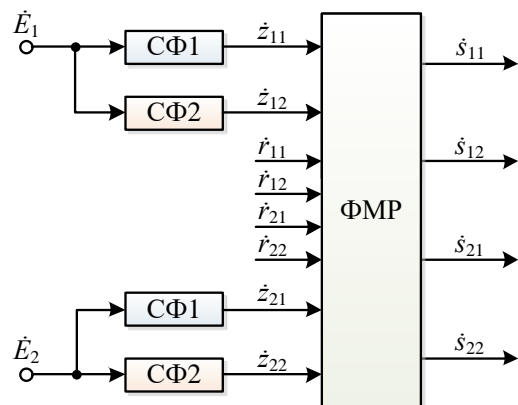 Ė₁
СФ1
ż₁₁
ṡ₁₁
СФ2
ż₁₂
ṙ₁₁
ṡ₁₂
ṙ₁₂
ФМР
ṙ₂₁
ṙ₂₂
ṡ₂₁
СФ1
ż₂₁
Ė₂
СФ2
ż₂₂
ṡ₂₂